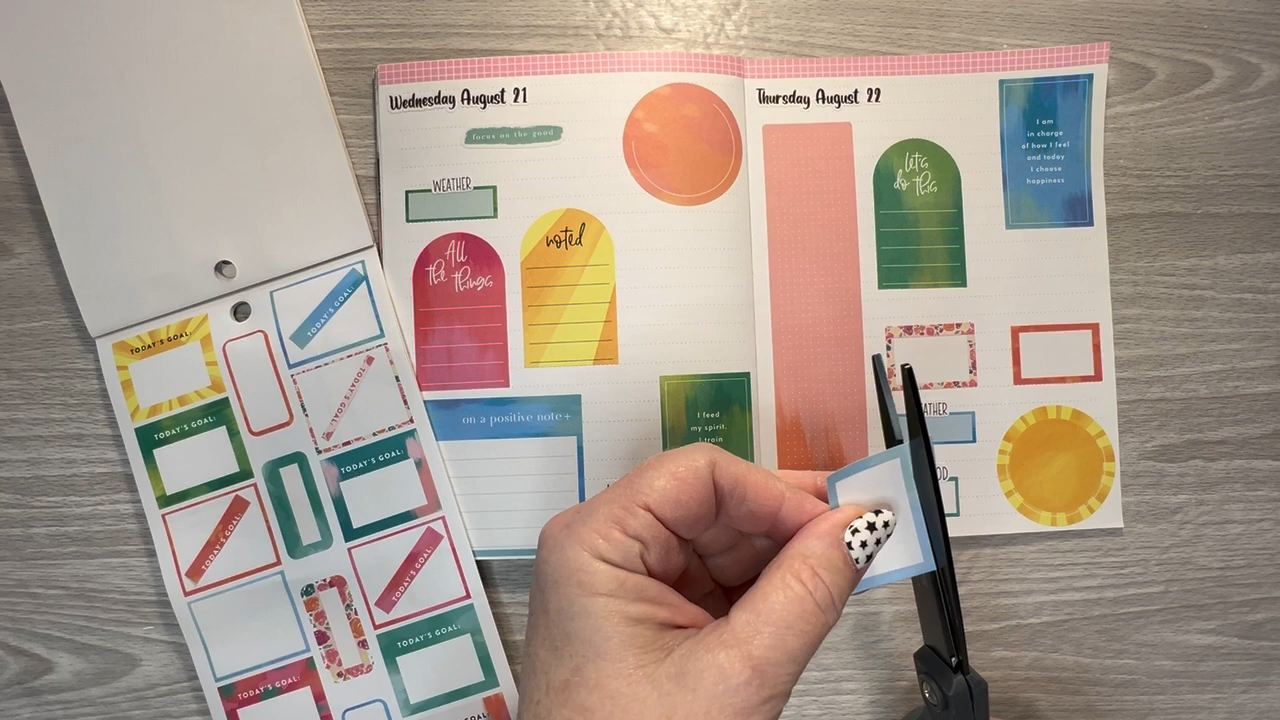 Wednesday August 21
focus on the good
WEATHER
All
the things
noted
on a positive note+
I feed
my spirit.
I train
Thursday August 22
let's
do this
I am
in charge
of how I feel
and today
I choose
happiness
TODAY'S GOAL:
TODAY'S GOAL:
TODAY'S GOAL:
TODAY'S GOAL:
TODAY'S GOAL:
TODAY'S GOAL:
TODAY'S GOAL:
TODAY'S GOAL:
TODAY'S GOAL:
TODAY'S GOAL: